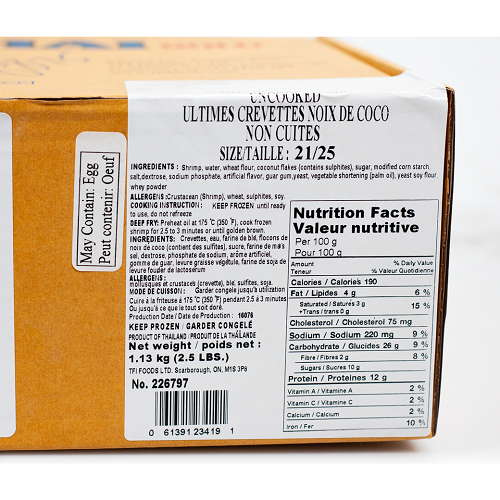 UNCOOKED
ULTIMES CREVETTES NOIX DE COCO
NON CUITES
SIZE/TAILLE : 21/25
INGREDIENTS : Shrimp, water, wheat flour, coconut flakes (contains sulphites), sugar, modified corn starch,
salt,dextrose, sodium phosphate, artificial flavor, guar gum,yeast, vegetable shortening (palm oil), yeast soy flour,
whey powder
ALLERGENS :Crustacean (Shrimp), wheat, sulphites, soy.
COOKING INSTRUCTION: KEEP FROZEN until ready
to use, do not refreeze
DEEP FRY: Preheat oil at 175 °C (350 °F), cook frozen
shrimp for 2.5 to 3 minutes or until golden brown.
INGREDIENTS: Crevettes, eau, farine de blé, flocons de
noix de coco (contient des sulfites), sucre, farine de maïs
sel, dextrose, phosphate de sodium, arôme artificiel,
gomme de guar, levure graisse végétale, farine de soja de
levure fouder de lactoserum
ALLERGENS :
mollusques et crustacés (crevette), blé, sulfites, soja.
MODE DE CUISSON: Garder congelé jusqu'à utilization
Cuire à la friteuse à 175 °C (350 °F) pendant 2.5 à 3 minutes
Ou jusqu'à ce que le tout soit doré.
Production Date / Date de Production : 16076
KEEP FROZEN / GARDER CONGELÉ
PRODUCT OF THAILAND / PRODUIT DE LA THAÏLANDE
Net weight / poids net :
1.13 kg (2.5 LBS.)
TFI FOODS LTD. Scarborough, ON, M1S 3P8
No. 226797
0 61391 23419 1
May Contain: Egg
Peut contenir: Oeuf
Nutrition Facts
Valeur nutritive
Per 100 g
Pour 100 g
Amount % Daily Value
Teneur % Valeur Quotidienne
Calories / Calories 190
Fat / Lipides 4 g 6 %
Saturated / Saturés 3 g 15 %
+Trans / trans 0 g
Cholesterol / Cholesterol 75 mg
Sodium / Sodium 220 mg 9 %
Carbohydrate / Glucides 26 g 9 %
Fibre / Fibres 2 g 8 %
Sugars / Sucres 10 g
Protein / Protéines 12 g
Vitamin A / Vitamine A 2 %
Vitamin C / Vitamine C 2 %
Calcium / Calcium 2 %
Iron / Fer 10 %